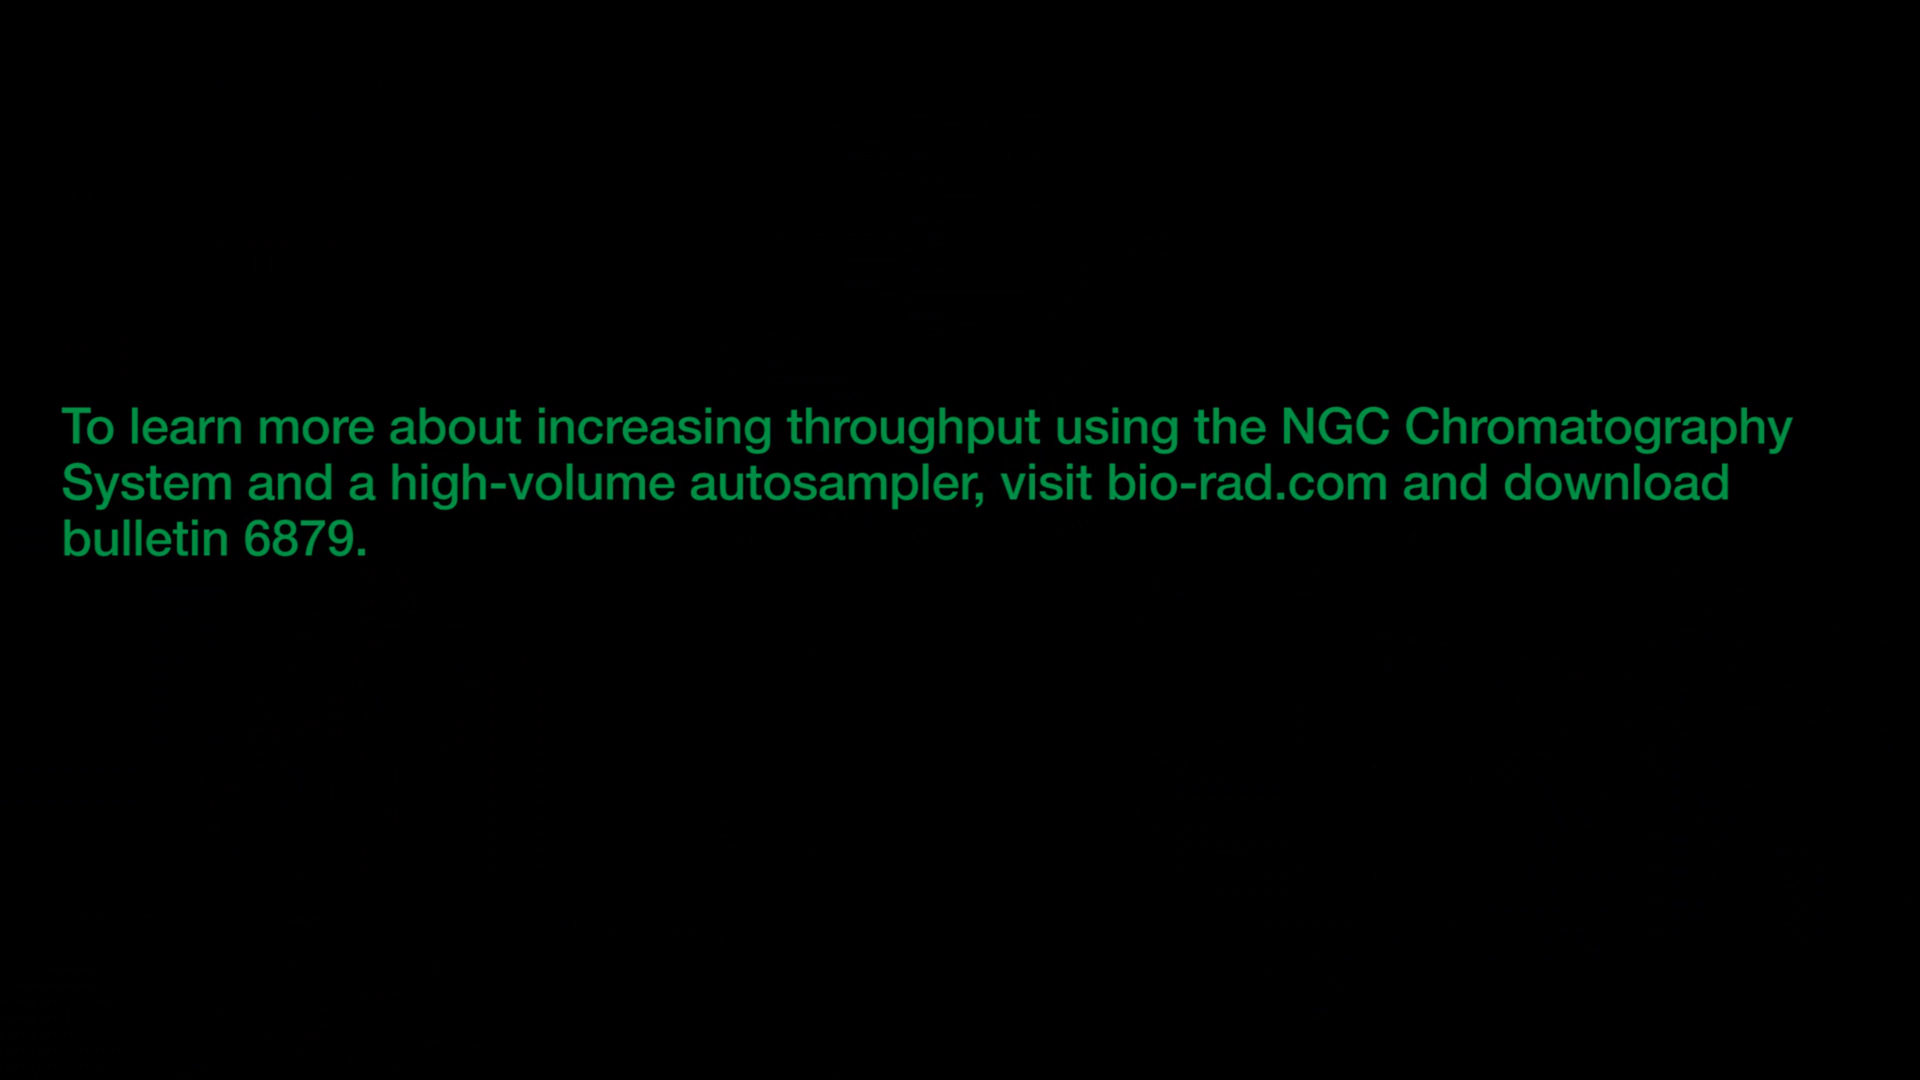 To learn more about increasing throughput using the NGC Chromatography
System and a high-volume autosampler, visit bio-rad.com and download
bulletin 6879.